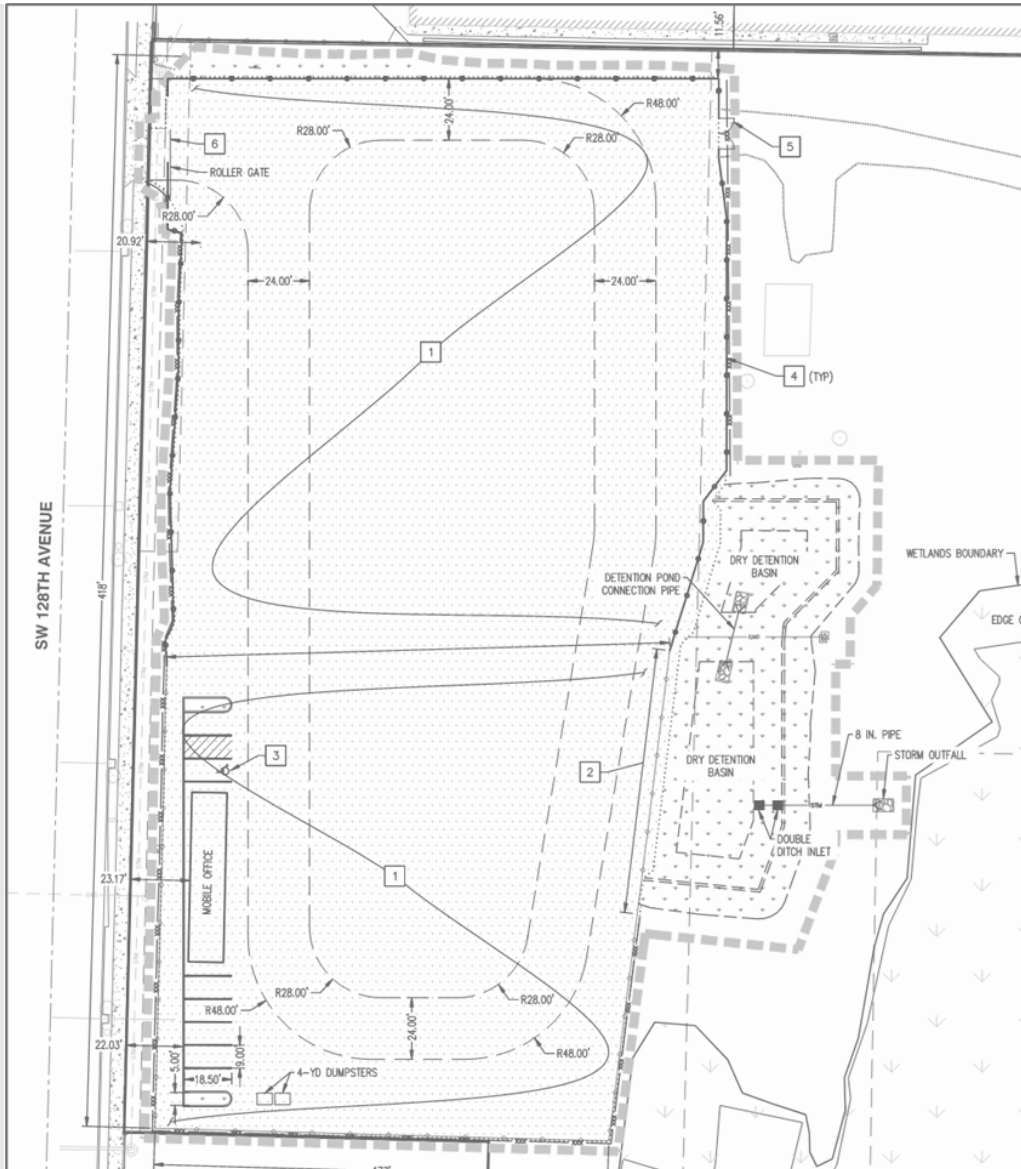 11.56'
24.00'
R48.00'
R28.00'
R28.00'
6
5
ROLLER GATE
R28.00'
20.92'
24.00'
24.00'
1
4 (TYP)
418'
SW 128TH AVENUE
DRY DETENTION
BASIN
WETLANDS BOUNDARY
DETENTION POND
CONNECTION PIPE
EDGE
8 IN. PIPE
STORM OUTFALL
3
2
DRY DETENTION
BASIN
STM
DOUBLE
DITCH INLET
MOBILE OFFICE
23.17'
1
R28.00'
R28.00'
R48.00'
24.00'
R48.00'
22.03'
5.00'
9.00'
18.50'
4-YD DUMPSTERS